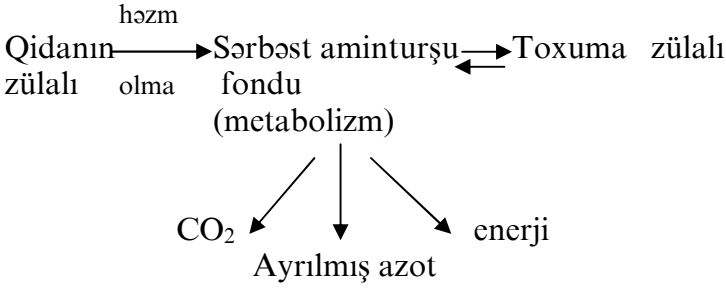 həzm
Qidanın Sərbəst aminturşu Toxuma zülalı
zülalı olma fondu
(metabolizm)
CO₂ enerji
Ayrılmış azot